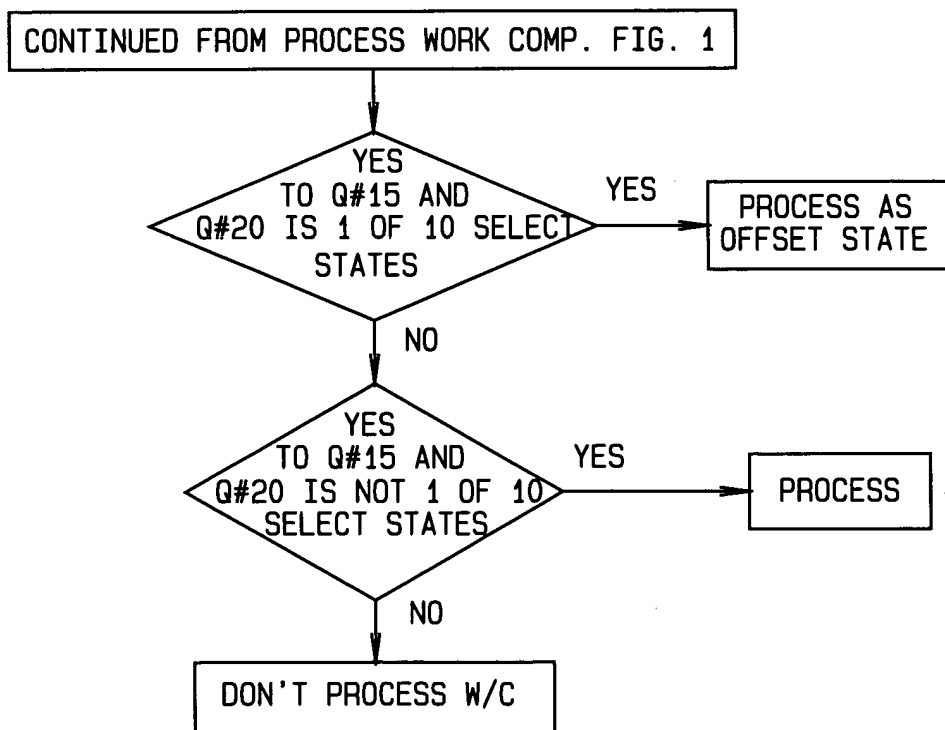 CONTINUED FROM PROCESS WORK COMP. FIG. 1
YES
TO Q#15 AND
Q#20 IS 1 OF 10 SELECT
STATES
YES
PROCESS AS
OFFSET STATE
NO
YES
TO Q#15 AND
Q#20 IS NOT 1 OF 10
SELECT STATES
YES
PROCESS
NO
DON'T PROCESS W/C